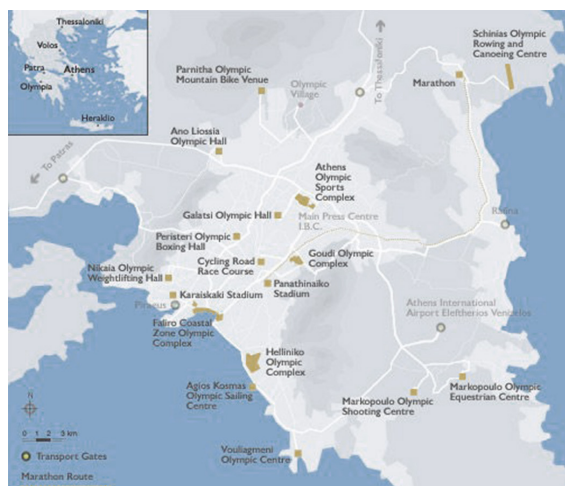 Thessaloniki
Volos
Patra
Athens
Olympia
Heraklio
To Thessaloniki
Schinias Olympic
Rowing and
Canoeing Centre
Parnitha Olympic
Mountain Bike Venue
Olympic
Village
Marathon
Ano Liossia
Olympic Hall
To Patras
Athens
Olympic
Sports
Complex
Galatsi Olympic Hall
Main Press Centre
I.B.C.
Rafina
Peristeri Olympic
Boxing Hall
Goudi Olympic
Complex
Cycling Road
Race Course
Nikaia Olympic
Weightlifting Hall
Panathinaiko
Stadium
Karaiskaki Stadium
Piraeus
Athens International
Airport Eleftherios Venizelos
Faliro Coastal
Zone Olympic
Complex
Helliniko
Olympic
Complex
Agios Kosmas
Olympic Sailing
Centre
Markopoulo Olympic
Shooting Centre
Markopoulo Olympic
Equestrian Centre
N
0 1 2 3 km
Vouliagmeni
Olympic Centre
Transport Gates
Marathon Route